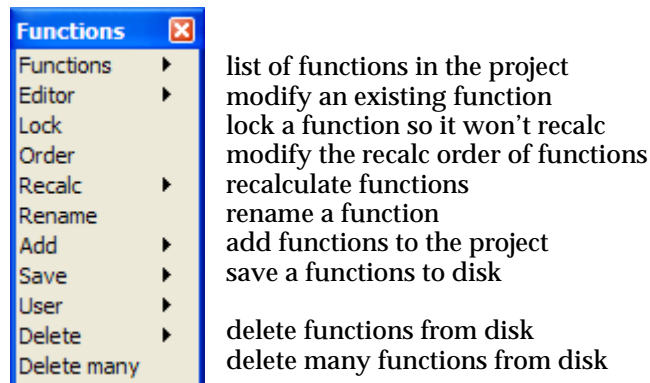 Functions
Functions list of functions in the project
Editor modify an existing function
Lock lock a function so it won't recalc
Order modify the recalc order of functions
Recalc recalculate functions
Rename rename a function
Add add functions to the project
Save save a functions to disk
User
Delete delete functions from disk
Delete many delete many functions from disk